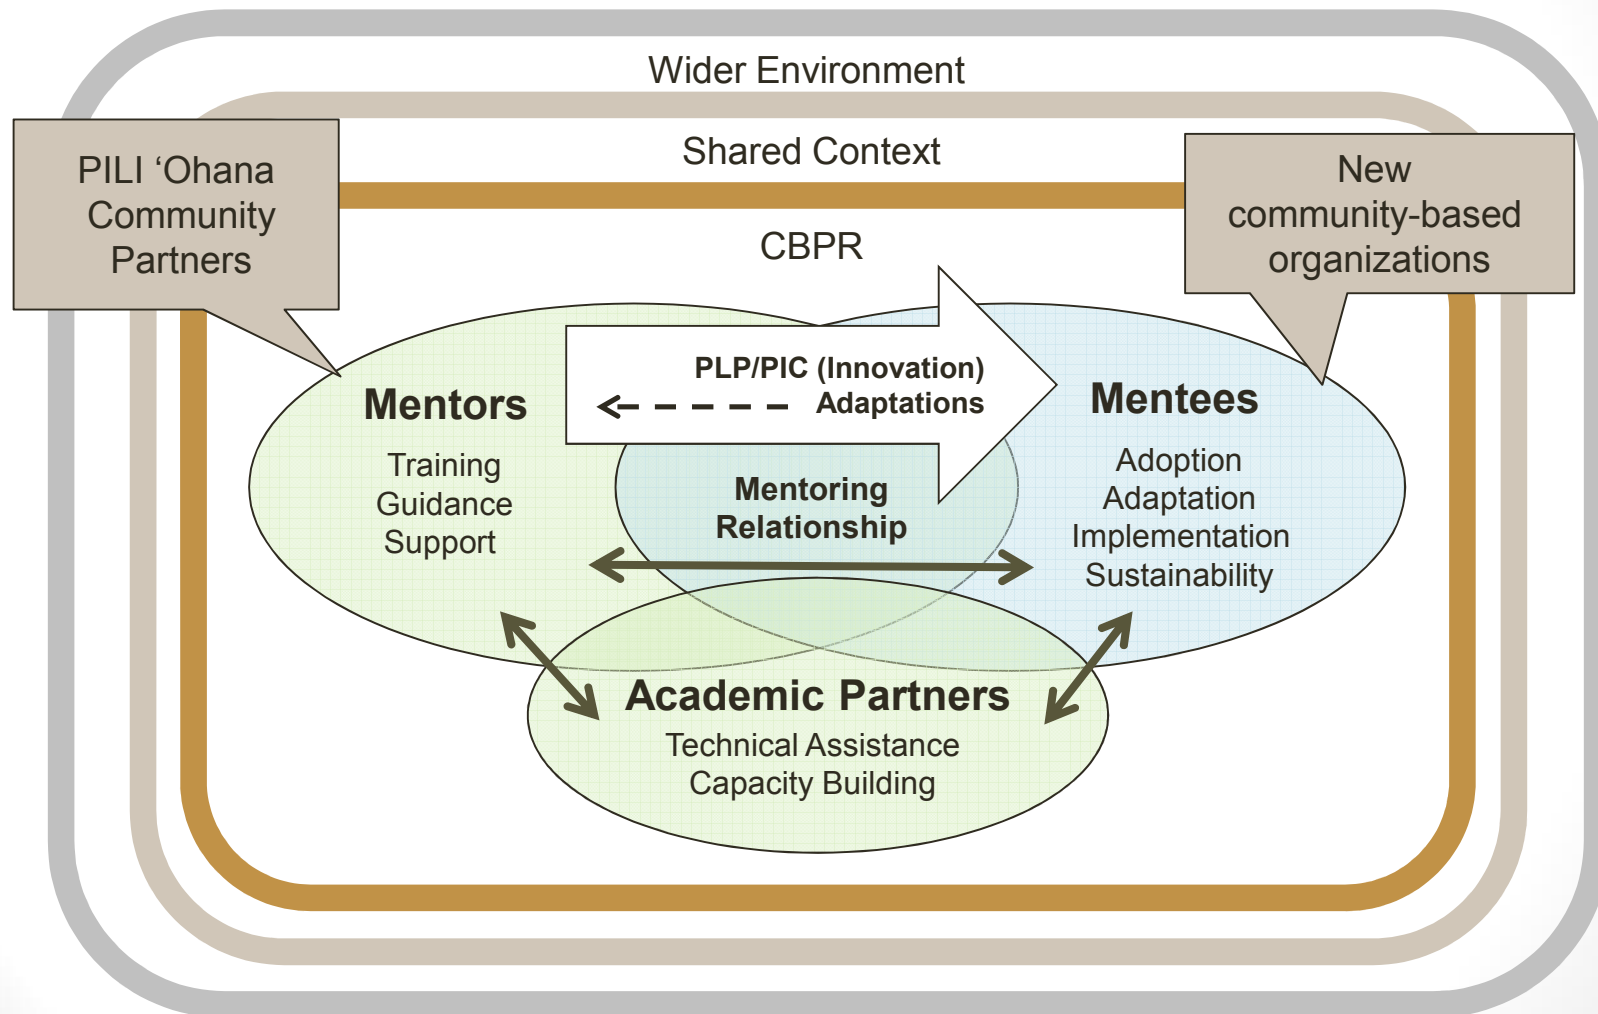 Wider Environment
Shared Context
CBPR
PILI ‘Ohana
Community
Partners
New
community-based
organizations
PLP/PIC (Innovation)
Adaptations
Mentors
Training
Guidance
Support
Mentoring
Relationship
Mentees
Adoption
Adaptation
Implementation
Sustainability
Academic Partners
Technical Assistance
Capacity Building